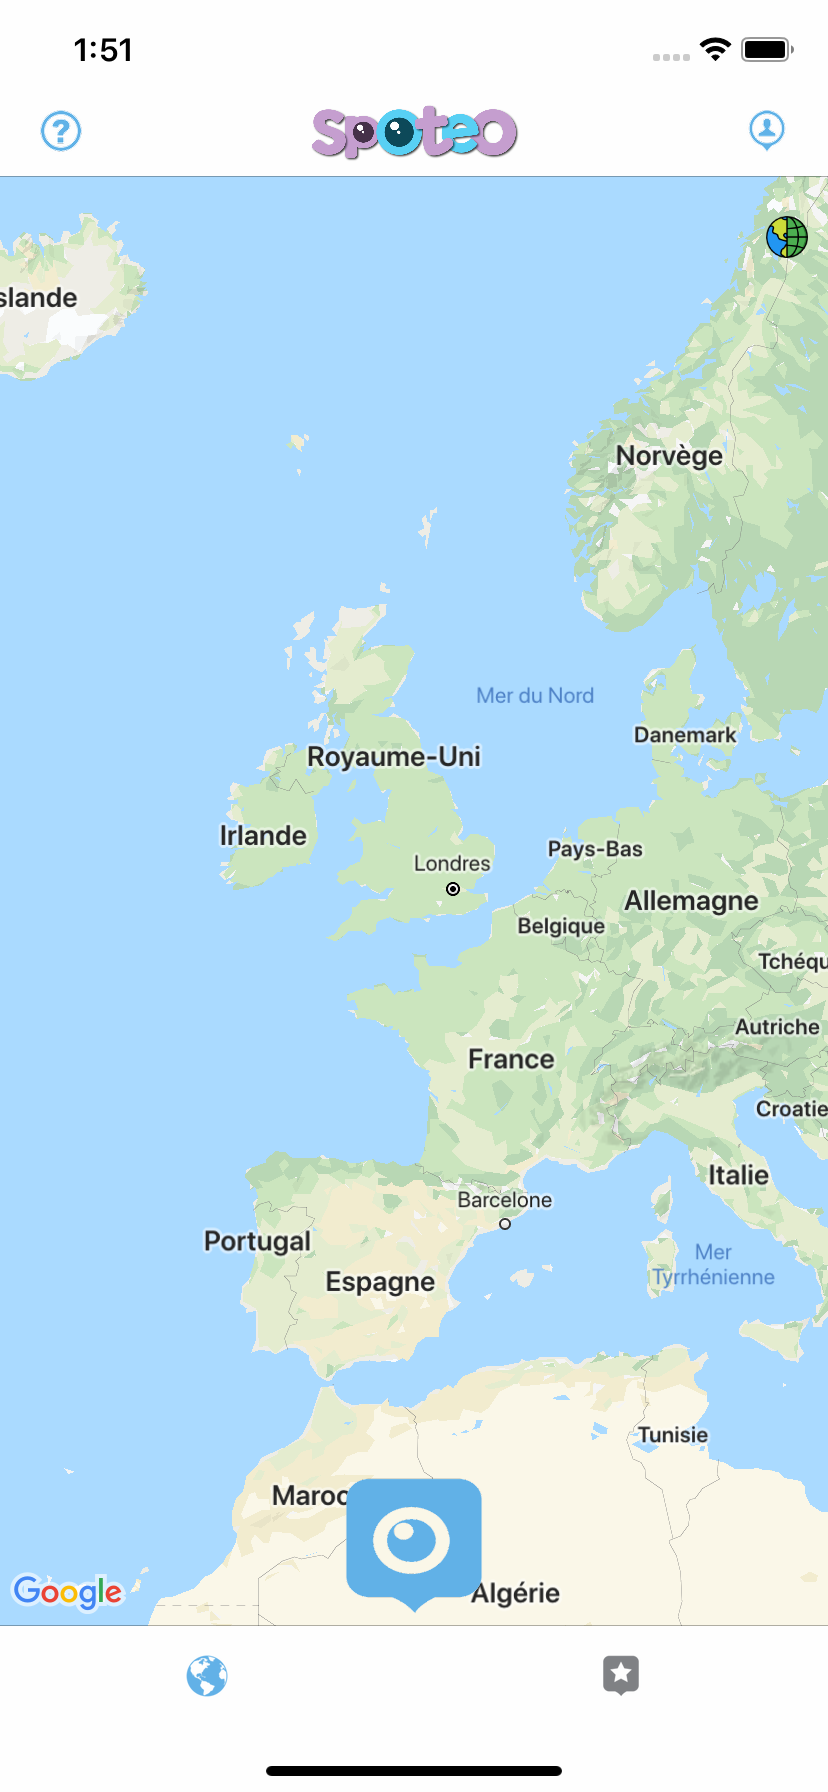 1:51
?
Spoteo
slande
Norvège
Mer du Nord
Danemark
Royaume-Uni
Irlande
Pays-Bas
Londres
Allemagne
Belgique
Tchéqu
Autriche
France
Croatie
Italie
Barcelone
Portugal
Mer
Tyrrhénienne
Espagne
Tunisie
Maroc
Algérie
Google